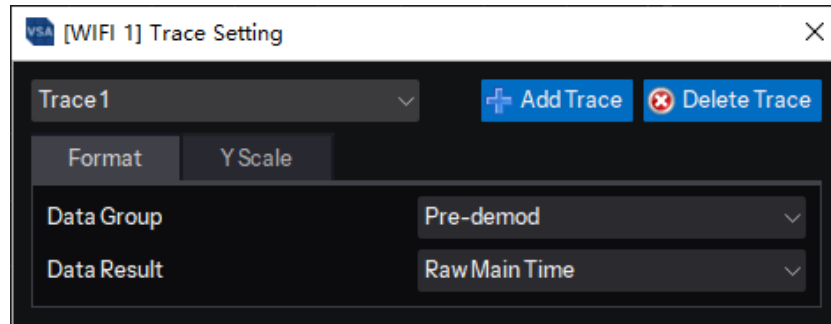 VSA [WIFI 1] Trace Setting
Trace 1 Add Trace Delete Trace
Format Y Scale
Data Group Pre-demod
Data Result Raw Main Time